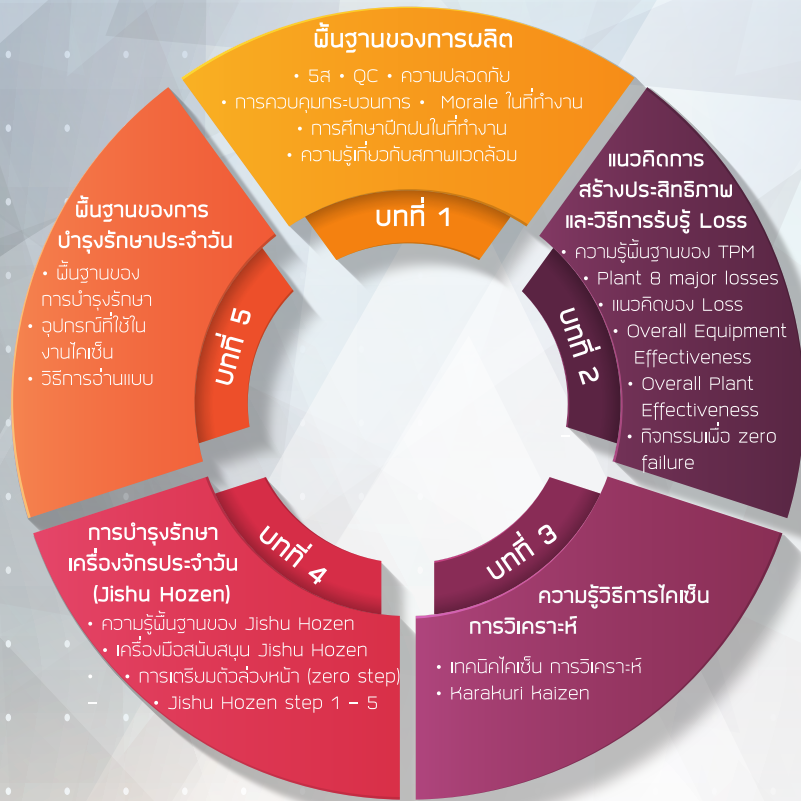 พื้นฐานของการผลิต
• 5ส • QC • ความปลอดภัย
• การควบคุมกระบวนการ • Morale ในที่ทำงาน
• การศึกษาฝึกฝนในที่ทำงาน
• ความรู้เกี่ยวกับสภาพแวดล้อม
บทที่ 1
แนวคิดการ
สร้างประสิทธิภาพ
และวิธีการรับรู้ Loss
• ความรู้พื้นฐานของ TPM
• Plant 8 major losses
• แนวคิดของ Loss
• Overall Equipment
Effectiveness
• Overall Plant
Effectiveness
• กิจกรรมเพื่อ zero
failure
บทที่ 2
บทที่ 3
ความรู้วิธีการไคเซ็น
การวิเคราะห์
• เทคนิคไคเซ็น การวิเคราะห์
• Karakuri kaizen
บทที่ 4
การบำรุงรักษา
เครื่องจักรประจำวัน
(Jishu Hozen)
• ความรู้พื้นฐานของ Jishu Hozen
• เครื่องมือสนับสนุน Jishu Hozen
• การเตรียมตัวล่วงหน้า (zero step)
• Jishu Hozen step 1 – 5
พื้นฐานของการ
บำรุงรักษาประจำวัน
• พื้นฐานของ
การบำรุงรักษา
• อุปกรณ์ที่ใช้ใน
งานไคเซ็น
• วิธีการอ่านแบบ
บทที่ 5